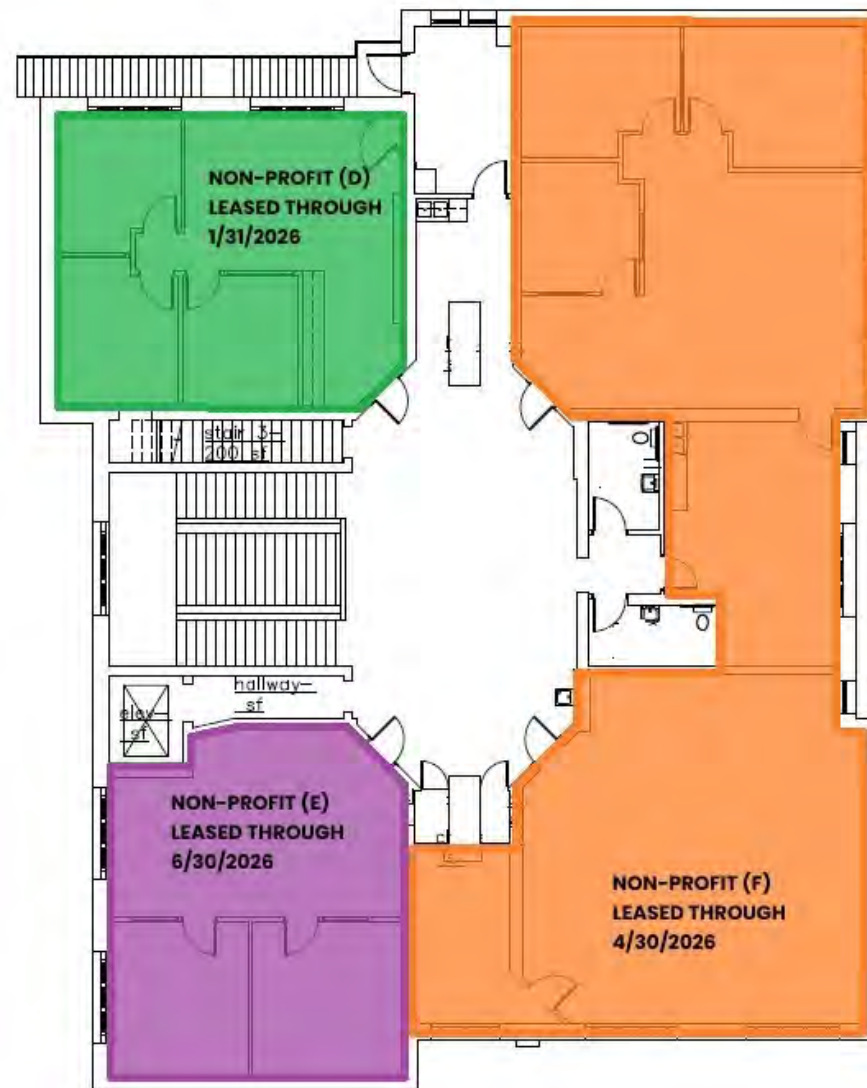 NON-PROFIT (D)
LEASED THROUGH
1/31/2026
stair 3-
200 sf
hallway-
sf
elev-
sf
NON-PROFIT (E)
LEASED THROUGH
6/30/2026
NON-PROFIT (F)
LEASED THROUGH
4/30/2026